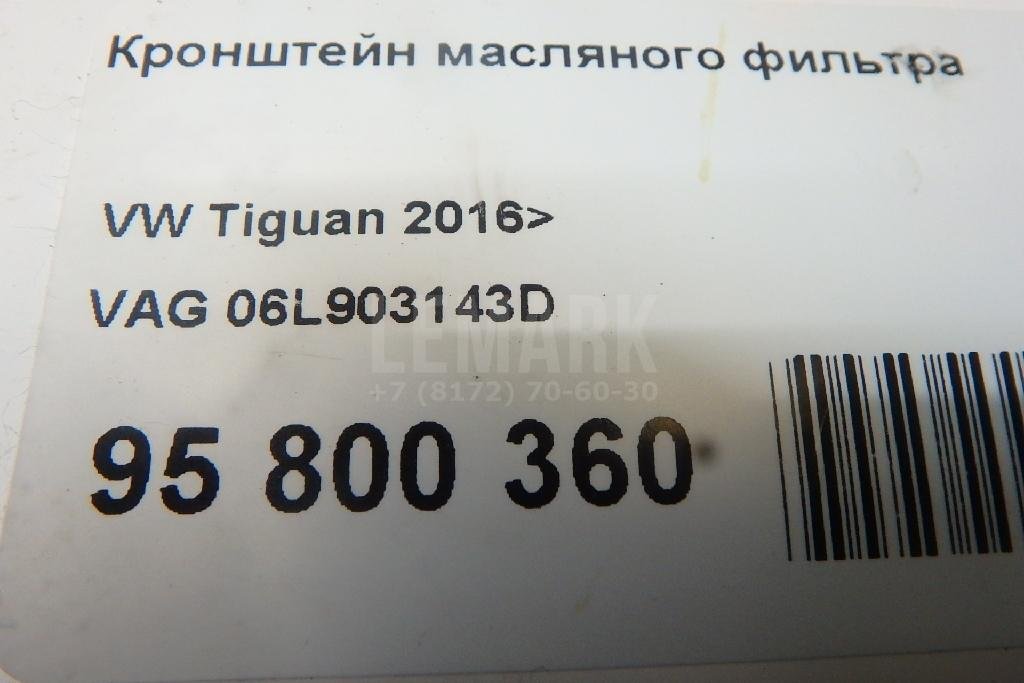 Кронштейн масляного фильтра
VW Tiguan 2016>
VAG 06L903143D
LEMARK
+7 (8172) 70-60-30
95 800 360